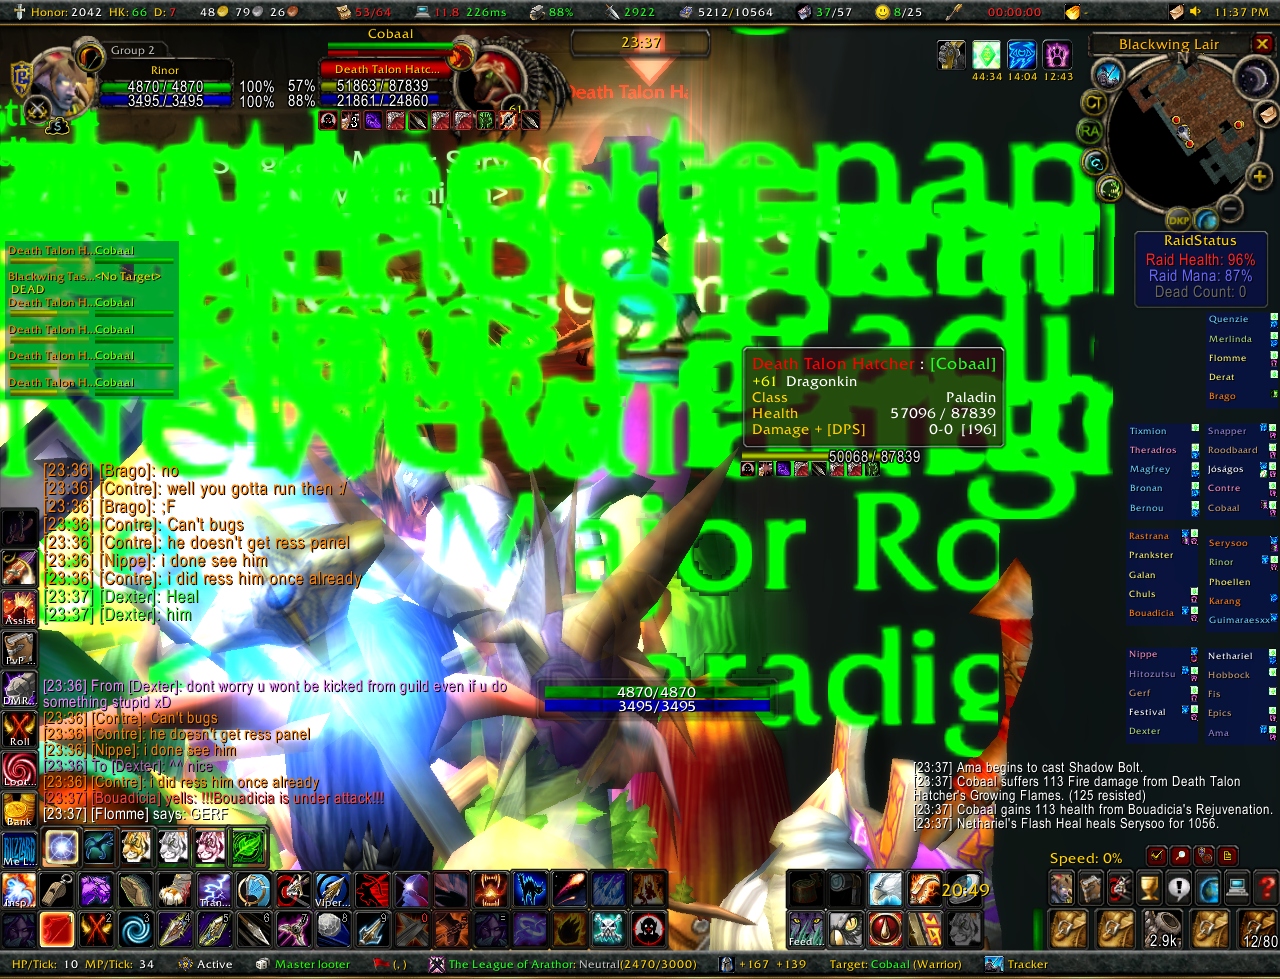 Honor: 2042 HK: 66 D: 7 48 79 26 53/64 11.8 226ms 88% 2922 5212/10564 37/57 8/25 00:00:00 - 11:37 PM
Cobaal
Group 2
Rinor
4870/4870 100%
3495/3495 100%
57%
88%
Death Talon Hatc...
51863/87839
21861/24860
61
23:37
44:34 14:04 12:43
Blackwing Lair
N
CT
RA
DKP
RaidStatus
Raid Health: 96%
Raid Mana: 87%
Dead Count: 0
Death Talon H...Cobaal
Blackwing Tas...<No Target>
DEAD
Death Talon H...Cobaal
Death Talon H...Cobaal
Death Talon H...Cobaal
Death Talon H...Cobaal
Major Ro
Death Talon Hatcher : [Cobaal]
+61 Dragonkin
Class Paladin
Health 57096 / 87839
Damage + [DPS] 0-0 [196]
50068/87839
Quenzie
Merlinda
Flomme
Derat
Brago
Tixmion
Theradros
Magfrey
Bronan
Bernou
Snapper
Roodbaard
Jóságos
Contre
Cobaal
Rastrana
Prankster
Galan
Chuls
Bouadicia
Serysoo
Rinor
Phoellen
Karang
Guimaraesxx
Nippe
Hitozutsu
Gerf
Festival
Dexter
Nethariel
Hobbock
Fis
Epics
Ama
[23:36] [Brago]: no
[23:36] [Contre]: well you gotta run then :/
[23:36] [Brago]: ;F
[23:36] [Contre]: Can't bugs
[23:36] [Contre]: he doesn't get ress panel
[23:36] [Nippe]: i done see him
[23:36] [Contre]: i did ress him once already
[23:37] [Dexter]: Heal
[23:37] [Dexter]: him
[23:36] From [Dexter]: dont worry u wont be kicked from guild even if u do
something stupid xD
[23:36] [Contre]: Can't bugs
[23:36] [Contre]: he doesn't get ress panel
[23:36] [Nippe]: i done see him
[23:36] To [Dexter]: ^^ nice
[23:36] [Contre]: i did ress him once already
[23:37] [Bouadicia] yells: !!!Bouadicia is under attack!!!
[23:37] [Flomme] says: GERF
4870/4870
3495/3495
[23:37] Ama begins to cast Shadow Bolt.
[23:37] Cobaal suffers 113 Fire damage from Death Talon
Hatcher's Growing Flames. (125 resisted)
[23:37] Cobaal gains 113 health from Bouadicia's Rejuvenation.
[23:37] Nethariel's Flash Heal heals Serysoo for 1056.
Assist
PvP...
DMR...
Roll
Loot...
Bank
Me L...
Insp...
Tran...
Viper...
Feed...
Speed: 0%
20:49
2.9k
12/80
HP/Tick: 10 MP/Tick: 34 Active Master looter (, ) The League of Arathor: Neutral(2470/3000) +167 +139 Target: Cobaal (Warrior) Tracker